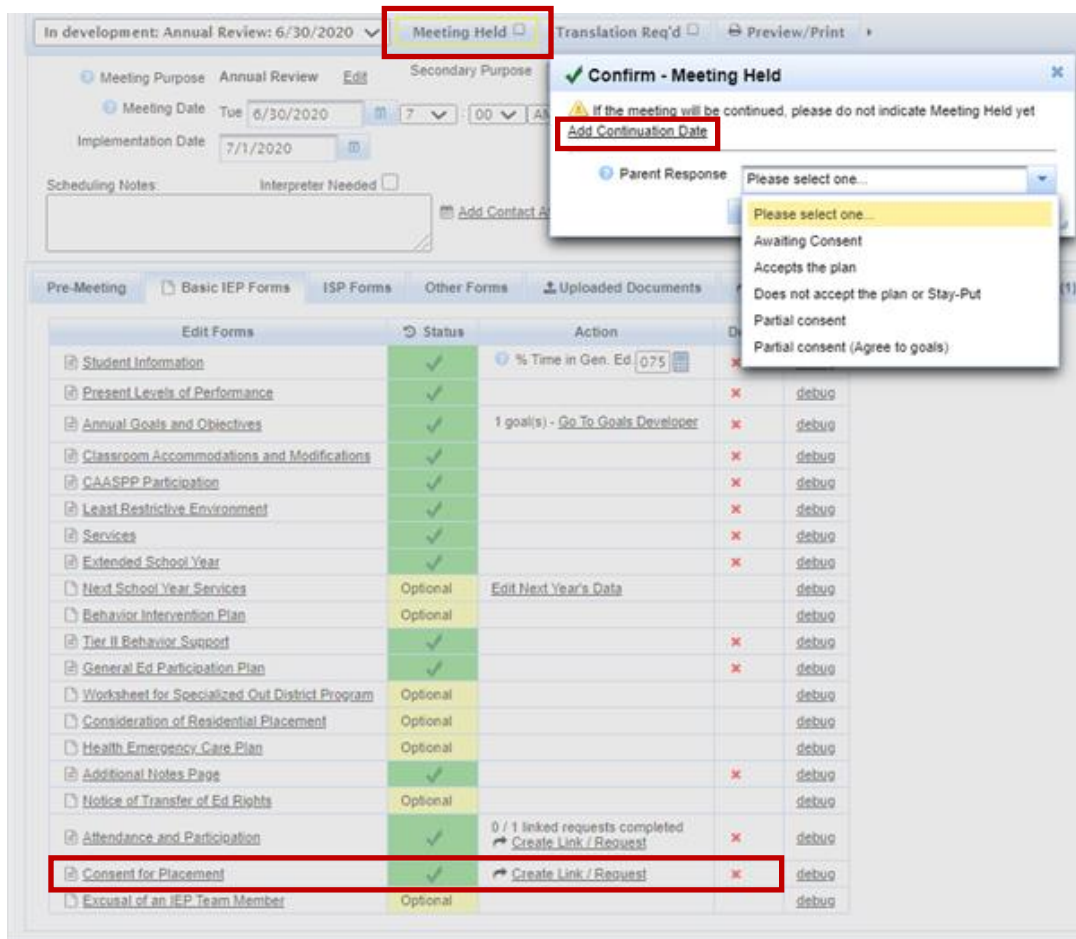 In development: Annual Review: 6/30/2020 Meeting Held Translation Req'd Preview/Print
Meeting Purpose Annual Review Edit Secondary Purpose
Meeting Date Tue 6/30/2020 7 : 00
Implementation Date 7/1/2020
Scheduling Notes: Interpreter Needed
Add Contact
Confirm - Meeting Held
If the meeting will be continued, please do not indicate Meeting Held yet
Add Continuation Date
Parent Response Please select one...
Please select one...
Awaiting Consent
Accepts the plan
Does not accept the plan or Stay-Put
Partial consent
Partial consent (Agree to goals)
Pre-Meeting Basic IEP Forms ISP Forms Other Forms Uploaded Documents
Edit Forms Status Action
Student Information % Time in Gen. Ed. 075
Present Levels of Performance debug
Annual Goals and Objectives 1 goal(s) - Go To Goals Developer debug
Classroom Accommodations and Modifications debug
CAASPP Participation debug
Least Restrictive Environment debug
Services debug
Extended School Year debug
Next School Year Services Optional Edit Next Year's Data debug
Behavior Intervention Plan Optional debug
Tier II Behavior Support debug
General Ed Participation Plan debug
Worksheet for Specialized Out District Program Optional debug
Consideration of Residential Placement Optional debug
Health Emergency Care Plan Optional debug
Additional Notes Page debug
Notice of Transfer of Ed Rights Optional debug
Attendance and Participation 0 / 1 linked requests completed debug
Create Link / Request
Consent for Placement Create Link / Request debug
Excusal of an IEP Team Member Optional debug